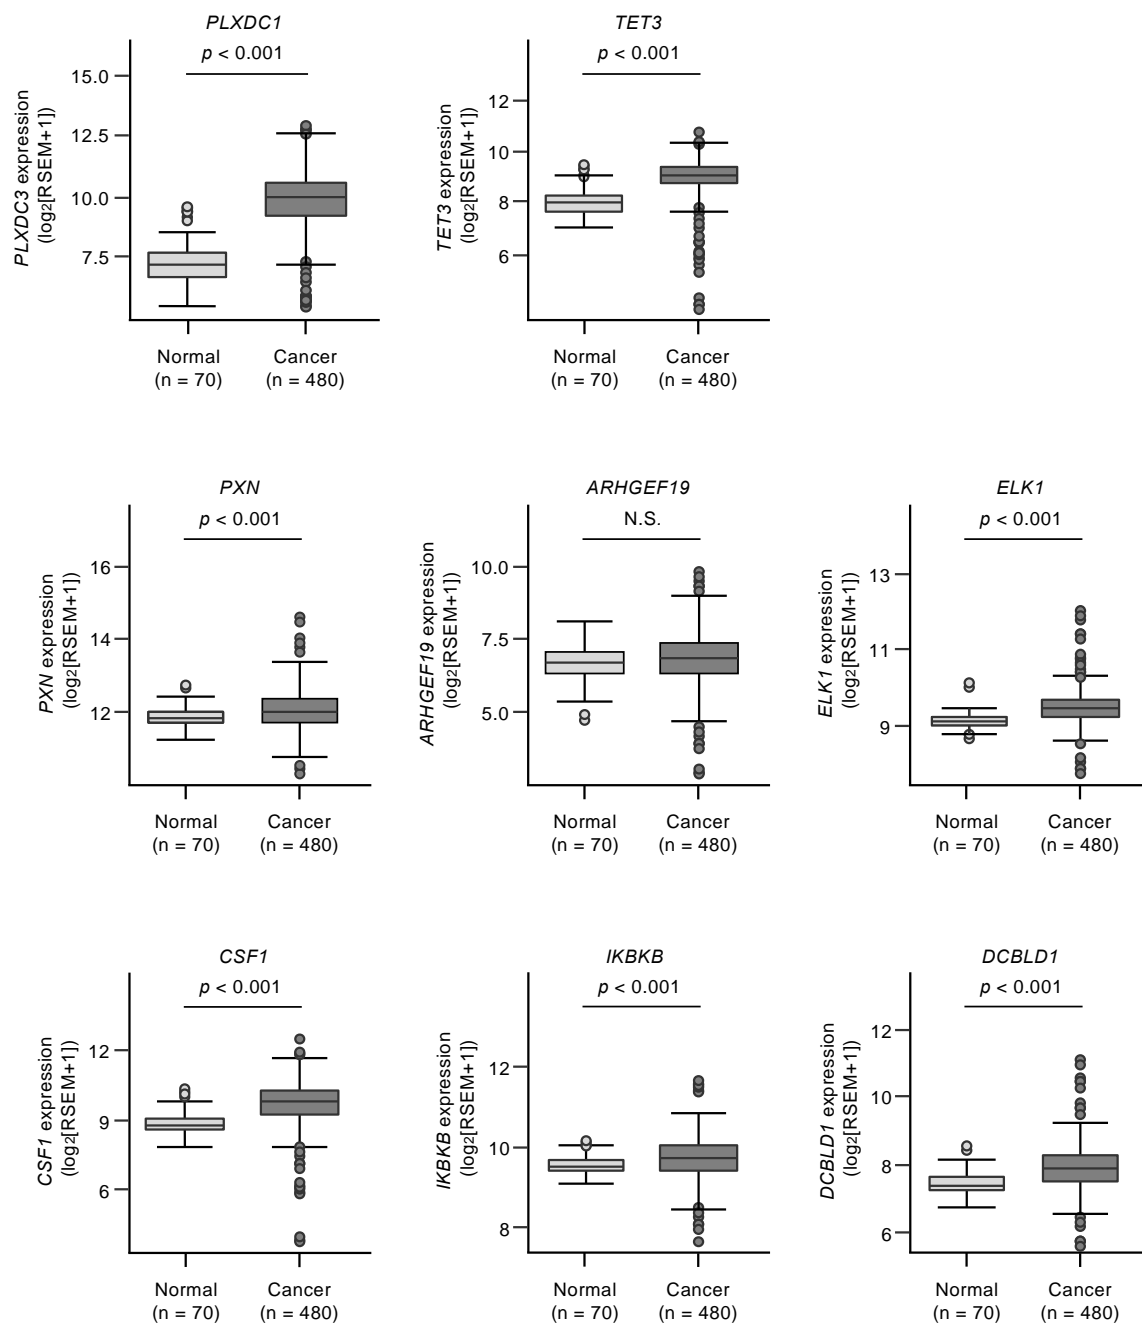 PLXDC1
p < 0.001
PLXDC3 expression
(log2[RSEM+1])
15.0
12.5
10.0
7.5
Normal
(n = 70)
Cancer
(n = 480)
TET3
p < 0.001
TET3 expression
(log2[RSEM+1])
12
10
8
6
Normal
(n = 70)
Cancer
(n = 480)
PXN
p < 0.001
PXN expression
(log2[RSEM+1])
16
14
12
Normal
(n = 70)
Cancer
(n = 480)
ARHGEF19
N.S.
ARHGEF19 expression
(log2[RSEM+1])
10.0
7.5
5.0
Normal
(n = 70)
Cancer
(n = 480)
ELK1
p < 0.001
ELK1 expression
(log2[RSEM+1])
13
11
9
Normal
(n = 70)
Cancer
(n = 480)
CSF1
p < 0.001
CSF1 expression
(log2[RSEM+1])
12
9
6
Normal
(n = 70)
Cancer
(n = 480)
IKBKB
p < 0.001
IKBKB expression
(log2[RSEM+1])
12
10
8
Normal
(n = 70)
Cancer
(n = 480)
DCBLD1
p < 0.001
DCBLD1 expression
(log2[RSEM+1])
12
10
8
6
Normal
(n = 70)
Cancer
(n = 480)